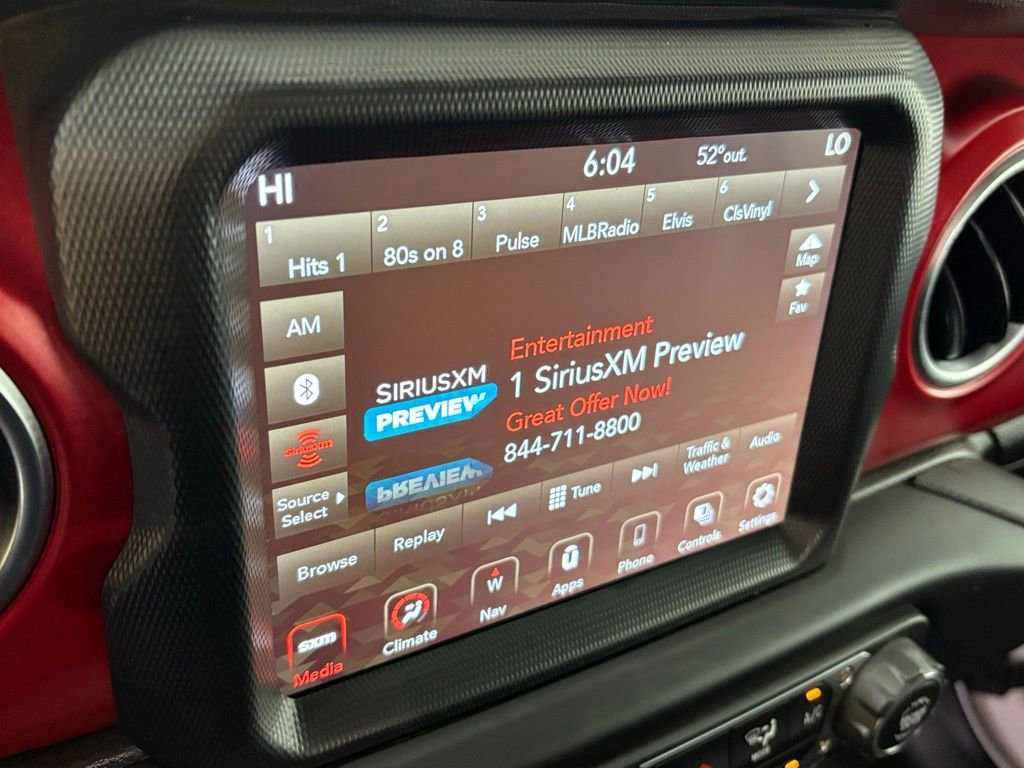 HI
6:04
52°out.
LO
1
Hits 1
2
80s on 8
3
Pulse
4
MLBRadio
5
Elvis
6
ClsVinyl
Map
Fav
AM
siriusxm
Source
Select
SIRIUSXM
PREVIEW
Entertainment
1 SiriusXM Preview
Great Offer Now!
844-711-8800
Browse
Replay
Tune
Traffic &
Weather
Audio
sxm
Media
Climate
W
Nav
Apps
Phone
Controls
Settings
A/C
MODE